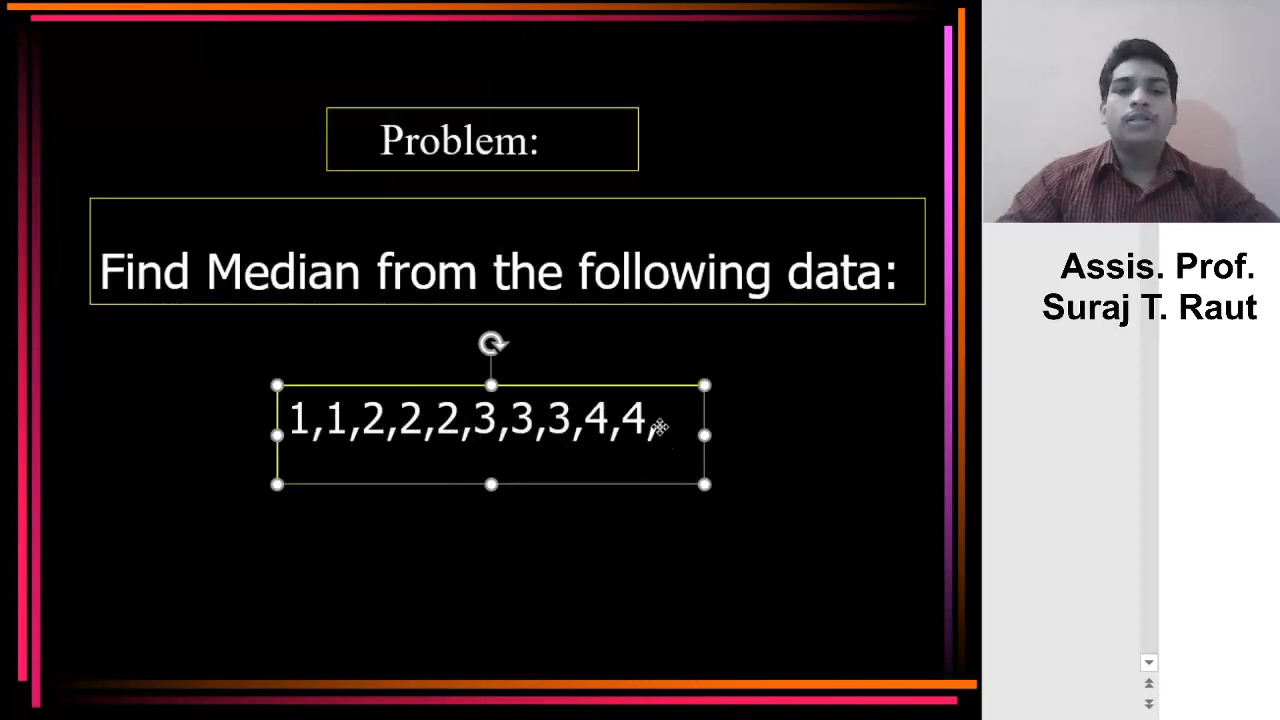 Problem:
Find Median from the following data:
1,1,2,2,2,3,3,3,4,4,
Assis. Prof.
Suraj T. Raut